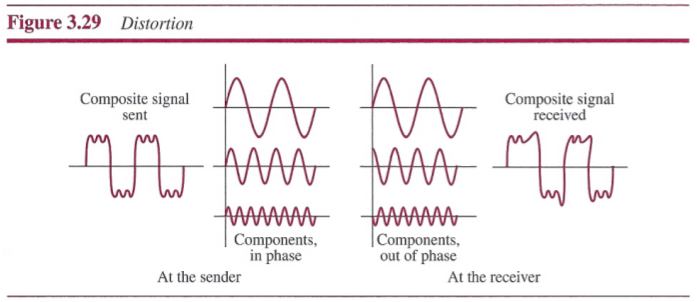 Figure 3.29 Distortion
Composite signal
sent
Composite signal
received
Components,
in phase
Components,
out of phase
At the sender
At the receiver